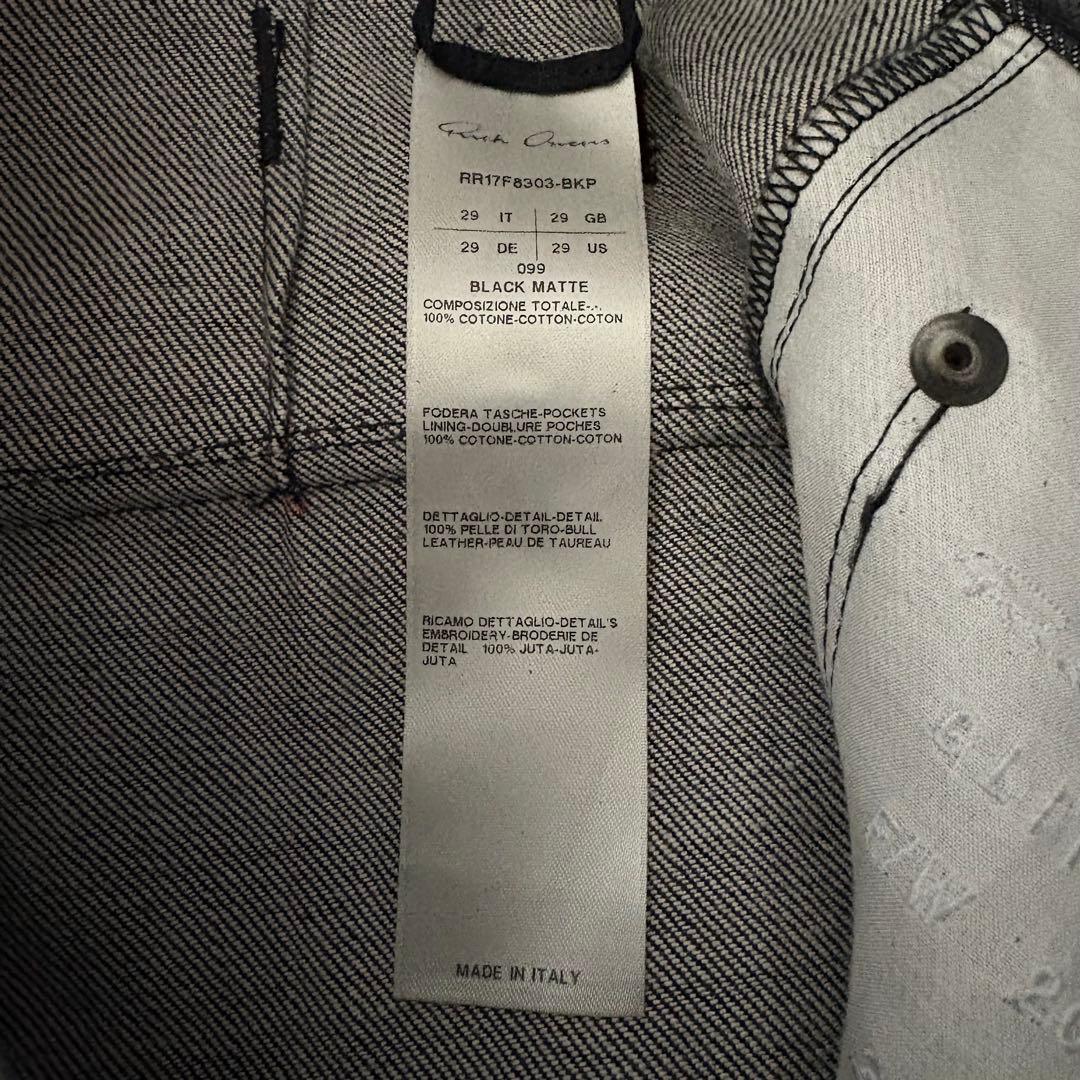 Rick Owens
RR17F8303-BKP
29 IT 29 GB
29 DE 29 US
099
BLACK MATTE
COMPOSIZIONE TOTALE-.-.
100% COTONE-COTTON-COTON
FODERA TASCHE-POCKETS
LINING-DOUBLURE POCHES
100% COTONE-COTTON-COTON
DETTAGLIO-DETAIL-DETAIL
100% PELLE DI TORO-BULL
LEATHER-PEAU DE TAUREAU
RICAMO DETTAGLIO-DETAIL'S
EMBROIDERY-BRODERIE DE
DETAIL 100% JUTA-JUTA-
JUTA
MADE IN ITALY
F/W